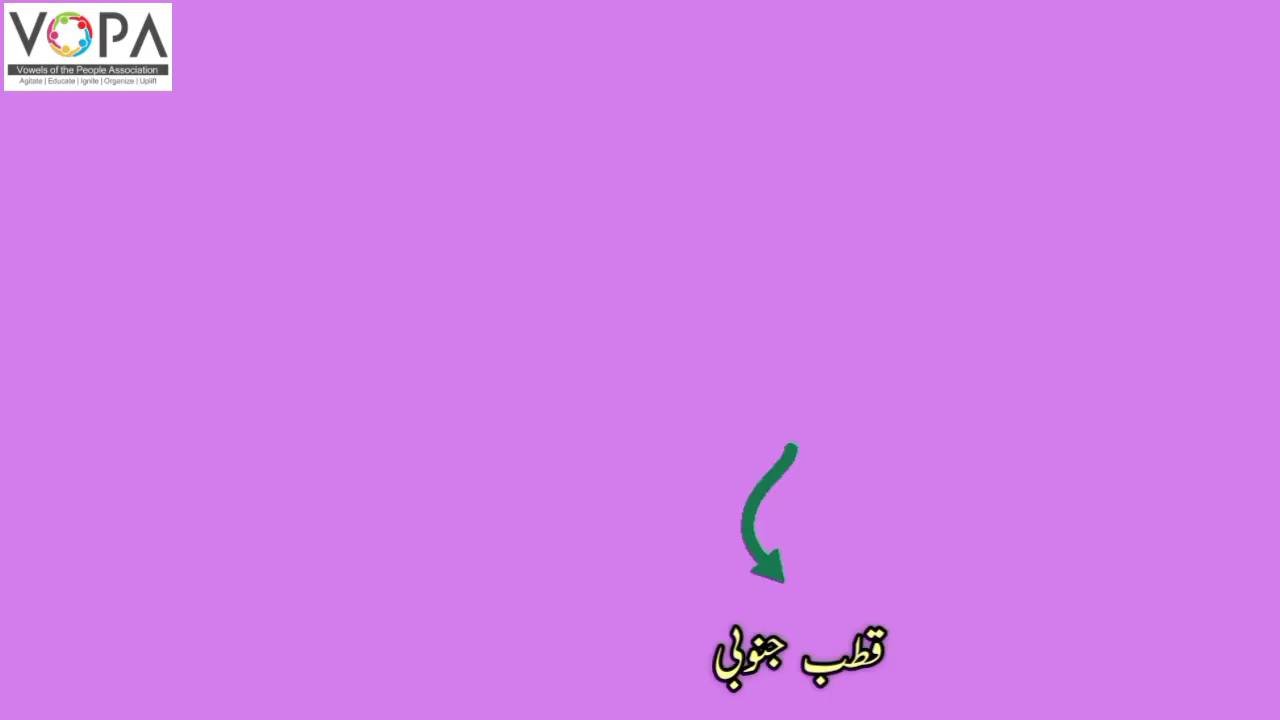 VOPA
Vowels of the People Association
Agitate | Educate | Ignite | Organize | Uplift
قطب جنوبی